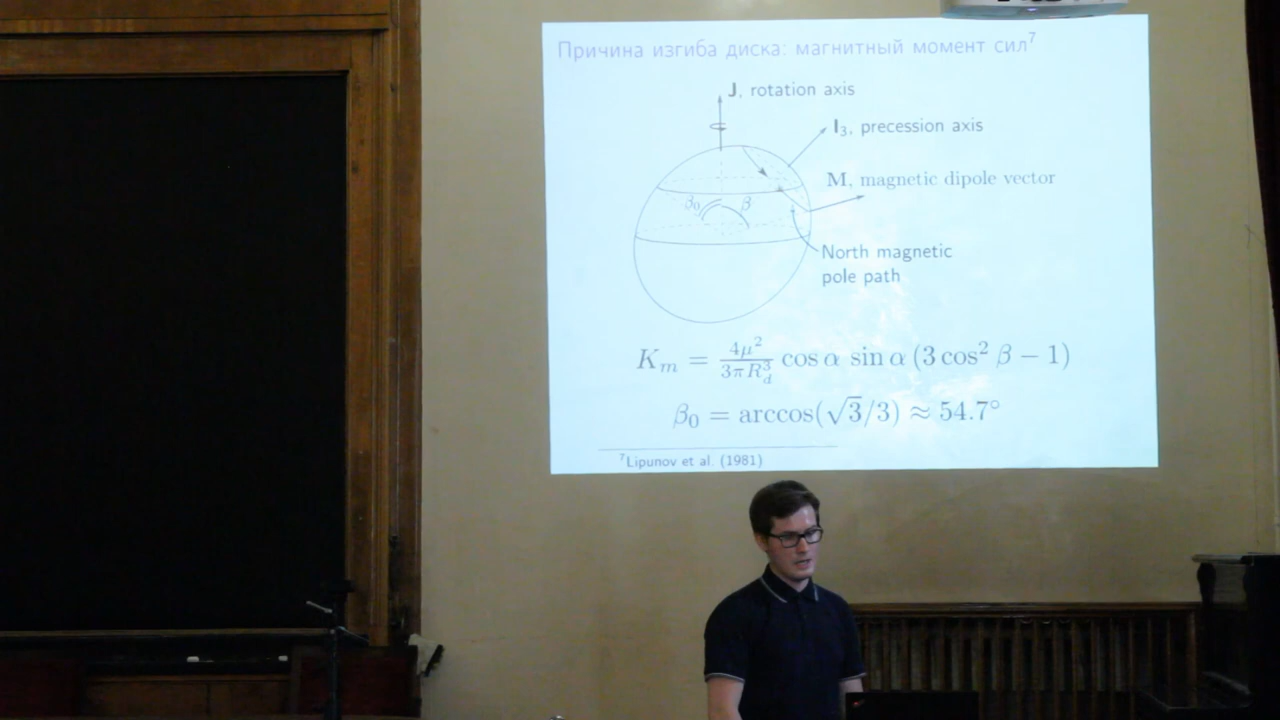 Причина изгиба диска: магнитный момент сил⁷
J, rotation axis
I₃, precession axis
M, magnetic dipole vector
β₀ β
North magnetic
pole path
K_m = 4μ²/3πR_d³ cos α sin α (3 cos² β − 1)
β₀ = arccos(√3/3) ≈ 54.7°
⁷Lipunov et al. (1981)